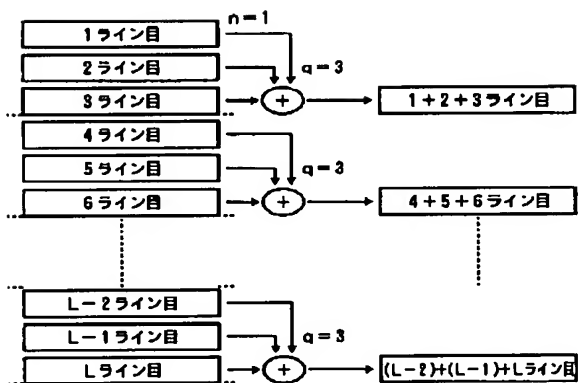 n=1
1ライン目
2ライン目
q=3
3ライン目
+
1+2+3ライン目
4ライン目
5ライン目
q=3
6ライン目
+
4+5+6ライン目
L-2ライン目
L-1ライン目
q=3
Lライン目
+
(L-2)+(L-1)+Lライン目